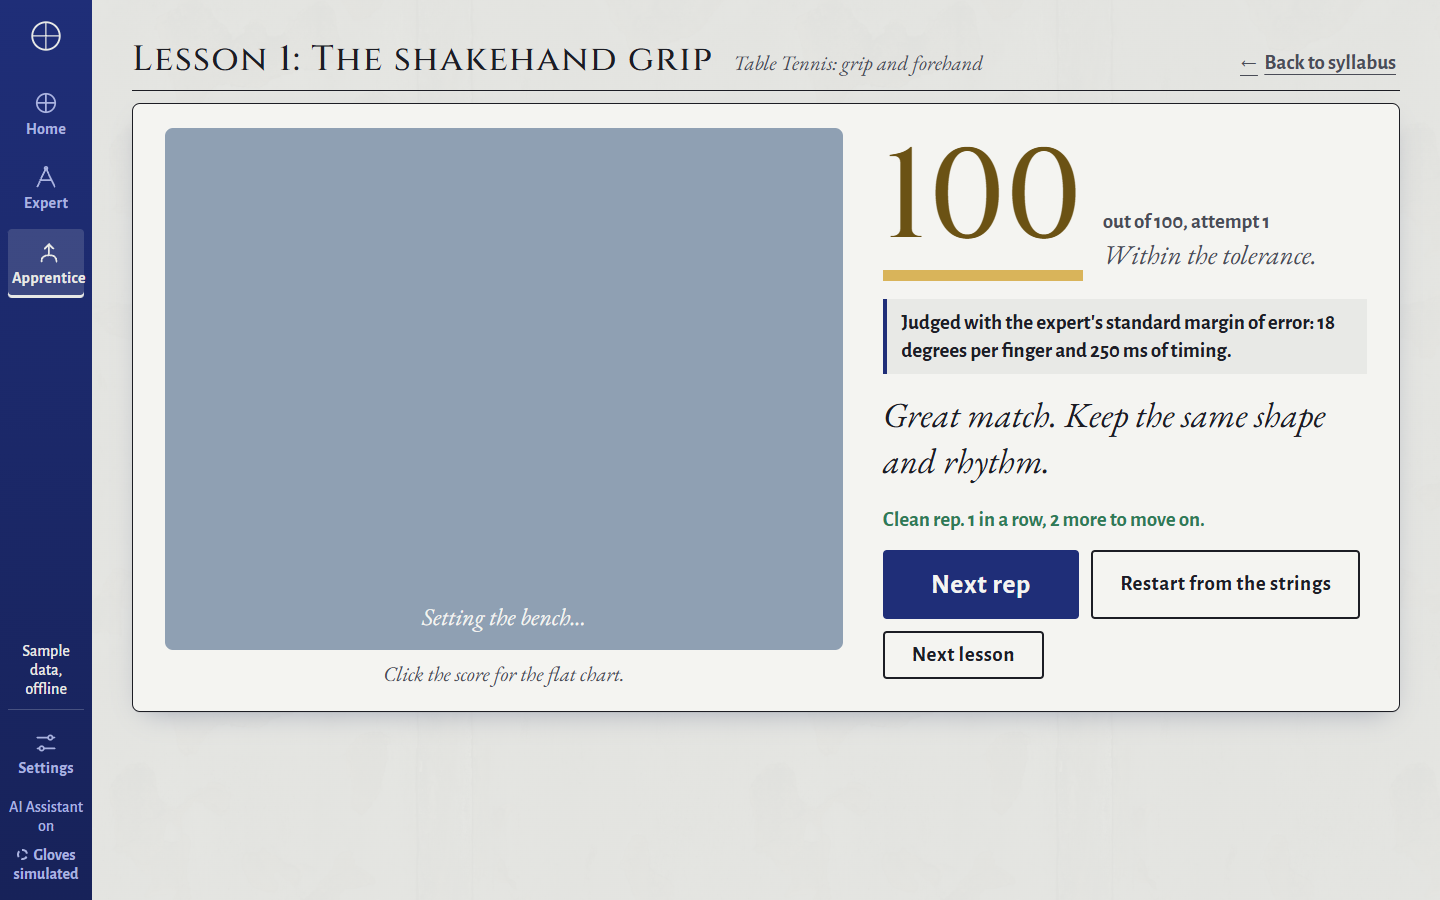 Home
Expert
Apprentice
Sample
data,
offline
Settings
AI Assistant
on
Gloves
simulated
Lesson 1: The shakehand grip
Table Tennis: grip and forehand
← Back to syllabus
Setting the bench...
Click the score for the flat chart.
100
out of 100, attempt 1
Within the tolerance.
Judged with the expert's standard margin of error: 18
degrees per finger and 250 ms of timing.
Great match. Keep the same shape
and rhythm.
Clean rep. 1 in a row, 2 more to move on.
Next rep
Restart from the strings
Next lesson